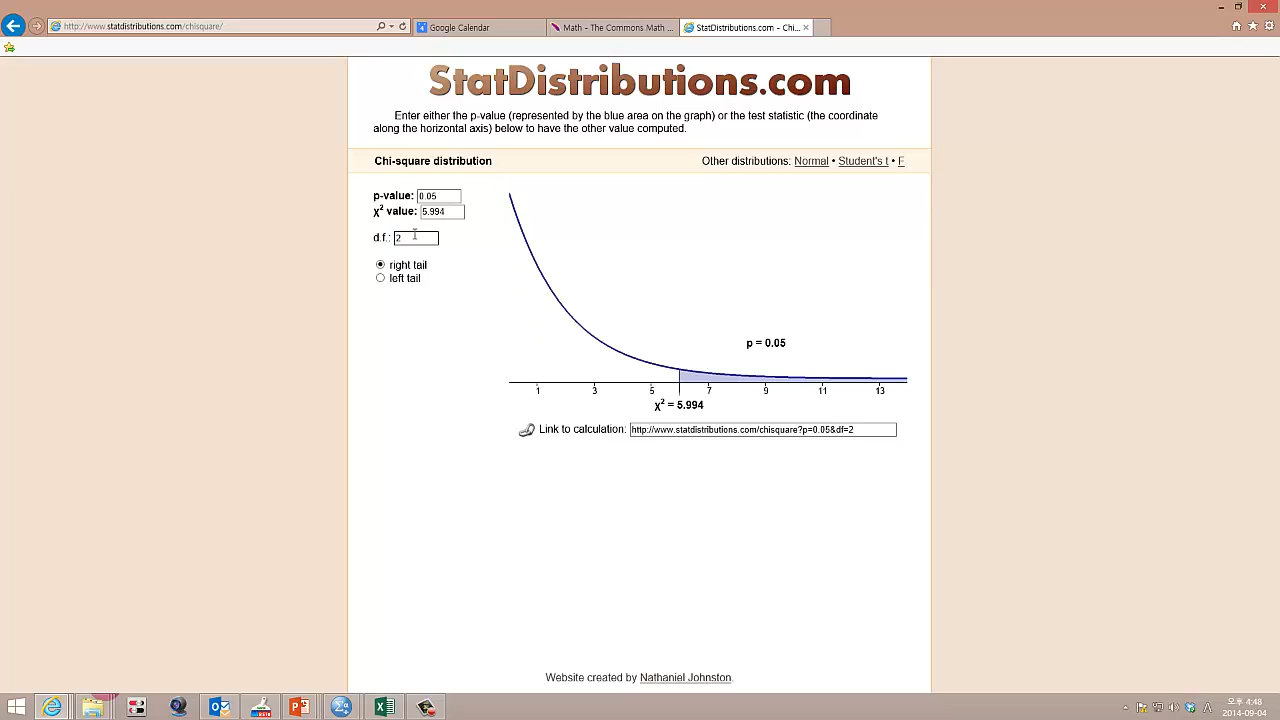 http://www.statdistributions.com/chisquare/
Google Calendar
Math - The Commons Math ...
StatDistributions.com - Chi...
StatDistributions.com
Enter either the p-value (represented by the blue area on the graph) or the test statistic (the coordinate
along the horizontal axis) below to have the other value computed.
Chi-square distribution
Other distributions: Normal • Student's t • F
p-value: 0.05
χ² value: 5.994
d.f.: 2
right tail
left tail
p = 0.05
1 3 5 7 9 11 13
χ² = 5.994
Link to calculation: http://www.statdistributions.com/chisquare?p=0.05&df=2
Website created by Nathaniel Johnston.
오후 4:48
2014-09-04